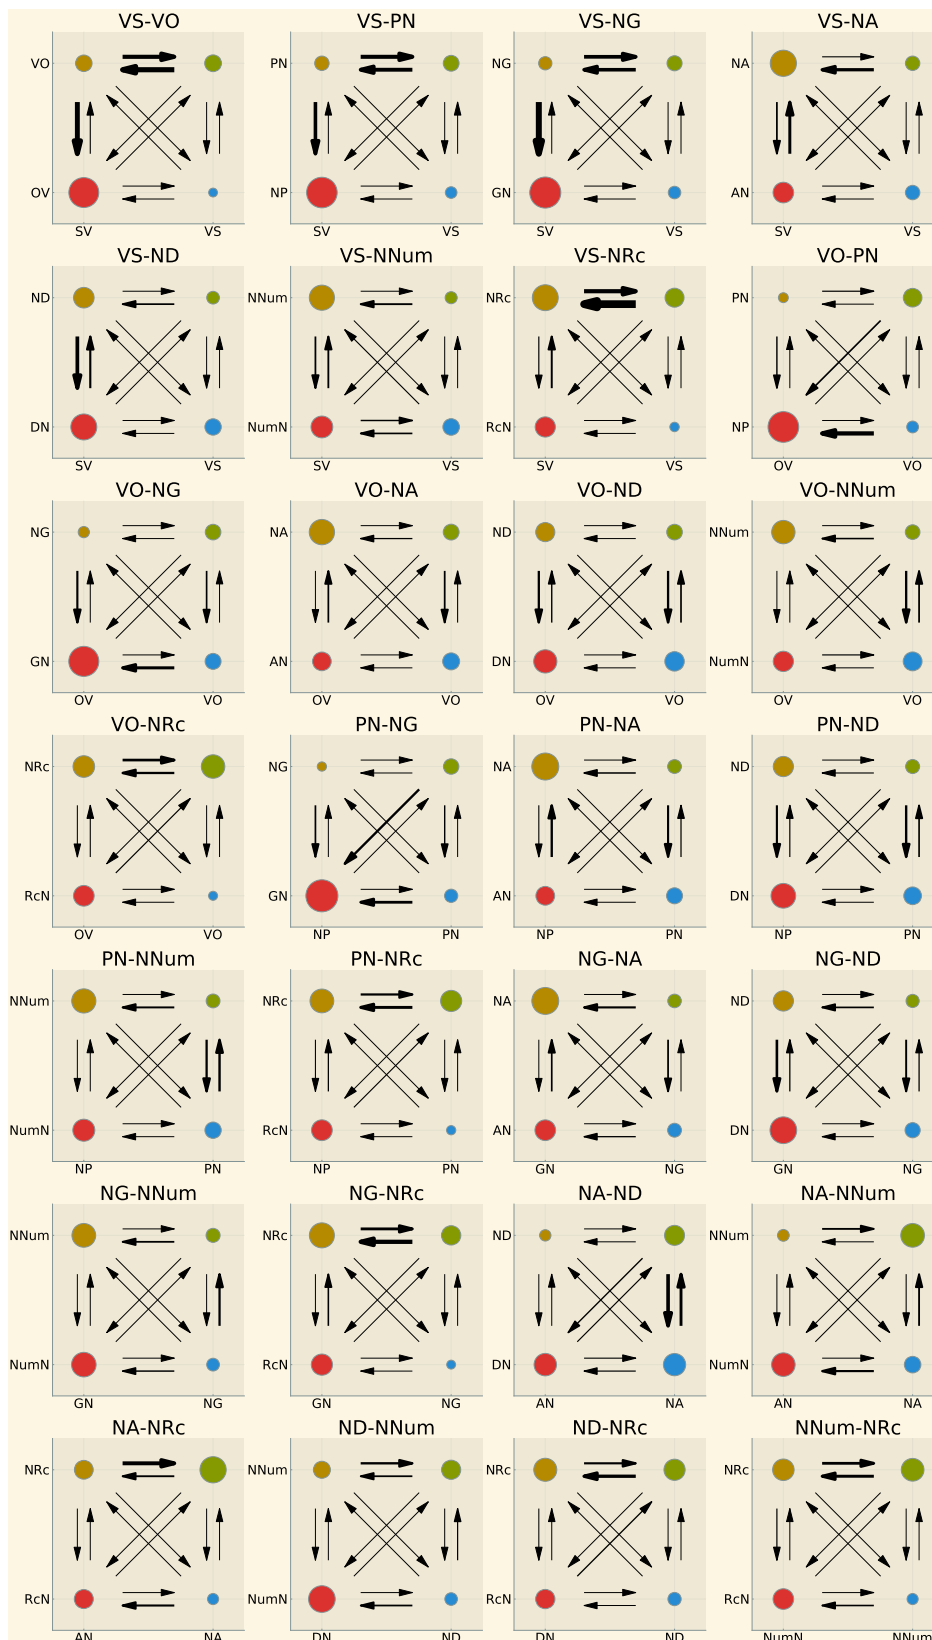 VS-VO VS-PN VS-NG VS-NA
VO PN NG NA
OV NP GN AN
SV VS SV VS SV VS SV VS
VS-ND VS-NNum VS-NRc VO-PN
ND NNum NRc PN
DN NumN RcN NP
SV VS SV VS SV VS OV VO
VO-NG VO-NA VO-ND VO-NNum
NG NA ND NNum
GN AN DN NumN
OV VO OV VO OV VO OV VO
VO-NRc PN-NG PN-NA PN-ND
NRc NG NA ND
RcN GN AN DN
OV VO NP PN NP PN NP PN
PN-NNum PN-NRc NG-NA NG-ND
NNum NRc NA ND
NumN RcN AN DN
NP PN NP PN GN NG GN NG
NG-NNum NG-NRc NA-ND NA-NNum
NNum NRc ND NNum
NumN RcN DN NumN
GN NG GN NG AN NA AN NA
NA-NRc ND-NNum ND-NRc NNum-NRc
NRc NNum NRc NRc
RcN NumN RcN RcN
AN NA DN ND DN ND NumN NNum